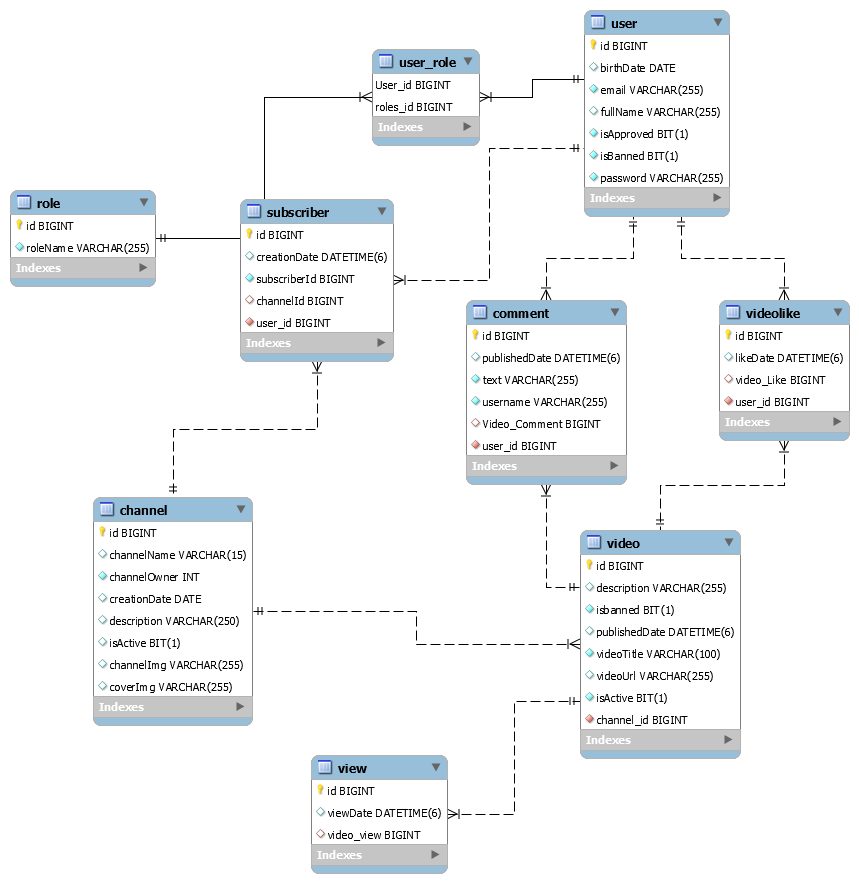 user
id BIGINT
birthDate DATE
email VARCHAR(255)
fullName VARCHAR(255)
isApproved BIT(1)
isBanned BIT(1)
password VARCHAR(255)
Indexes
user_role
User_id BIGINT
roles_id BIGINT
Indexes
role
id BIGINT
roleName VARCHAR(255)
Indexes
subscriber
id BIGINT
creationDate DATETIME(6)
subscriberId BIGINT
channelId BIGINT
user_id BIGINT
Indexes
comment
id BIGINT
publishedDate DATETIME(6)
text VARCHAR(255)
username VARCHAR(255)
Video_Comment BIGINT
user_id BIGINT
Indexes
videolike
id BIGINT
likeDate DATETIME(6)
video_Like BIGINT
user_id BIGINT
Indexes
channel
id BIGINT
channelName VARCHAR(15)
channelOwner INT
creationDate DATE
description VARCHAR(250)
isActive BIT(1)
channelImg VARCHAR(255)
coverImg VARCHAR(255)
Indexes
video
id BIGINT
description VARCHAR(255)
isbanned BIT(1)
publishedDate DATETIME(6)
videoTitle VARCHAR(100)
videoUrl VARCHAR(255)
isActive BIT(1)
channel_id BIGINT
Indexes
view
id BIGINT
viewDate DATETIME(6)
video_view BIGINT
Indexes